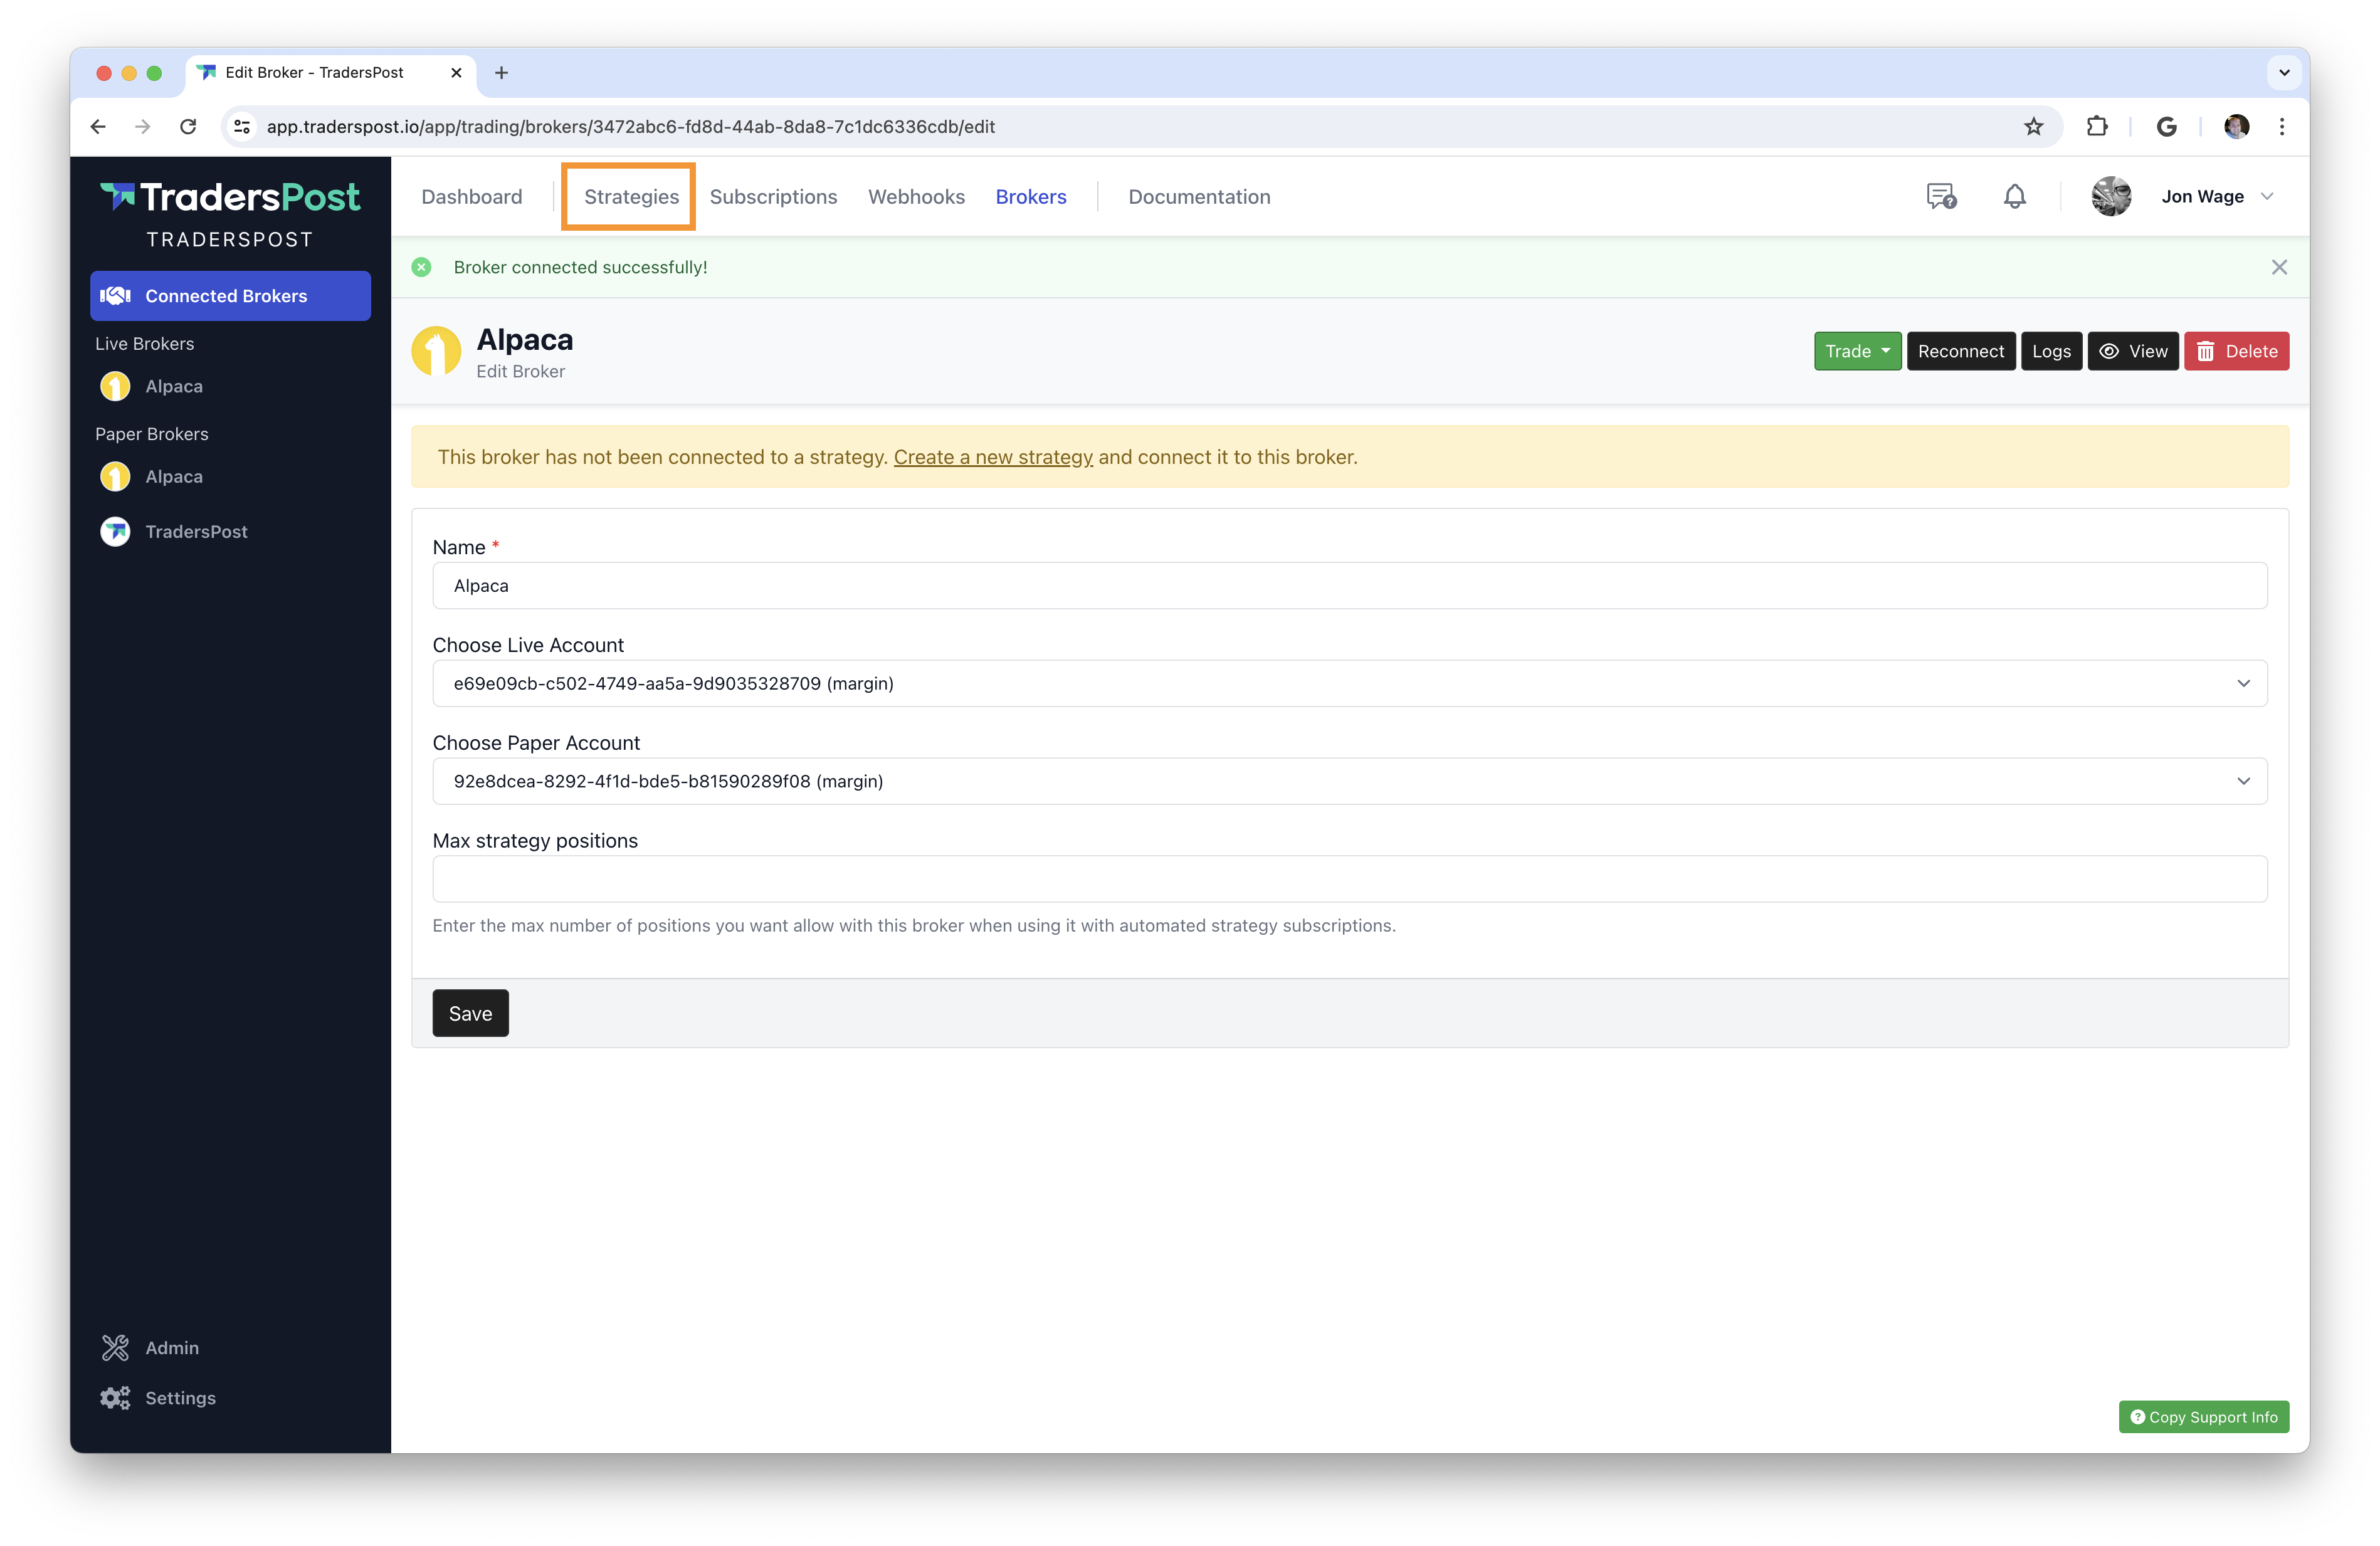 Edit Broker - TradersPost
app.traderspost.io/app/trading/brokers/3472abc6-fd8d-44ab-8da8-7c1dc6336cdb/edit
TradersPost
TRADERSPOST
Connected Brokers
Live Brokers
Alpaca
Paper Brokers
Alpaca
TradersPost
Admin
Settings
Dashboard Strategies Subscriptions Webhooks Brokers Documentation Jon Wage
Broker connected successfully!
Alpaca
Edit Broker
Trade Reconnect Logs View Delete
This broker has not been connected to a strategy. Create a new strategy and connect it to this broker.
Name *
Alpaca
Choose Live Account
e69e09cb-c502-4749-aa5a-9d9035328709 (margin)
Choose Paper Account
92e8dcea-8292-4f1d-bde5-b81590289f08 (margin)
Max strategy positions
Enter the max number of positions you want allow with this broker when using it with automated strategy subscriptions.
Save
Copy Support Info